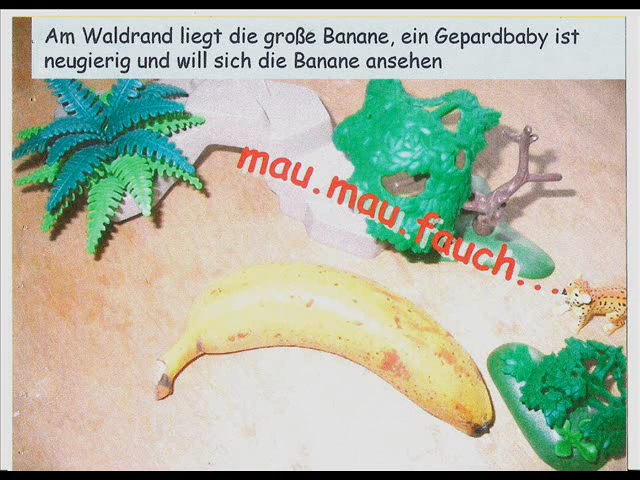 Am Waldrand liegt die große Banane, ein Gepardbaby ist
neugierig und will sich die Banane ansehen
mau.mau.fauch....